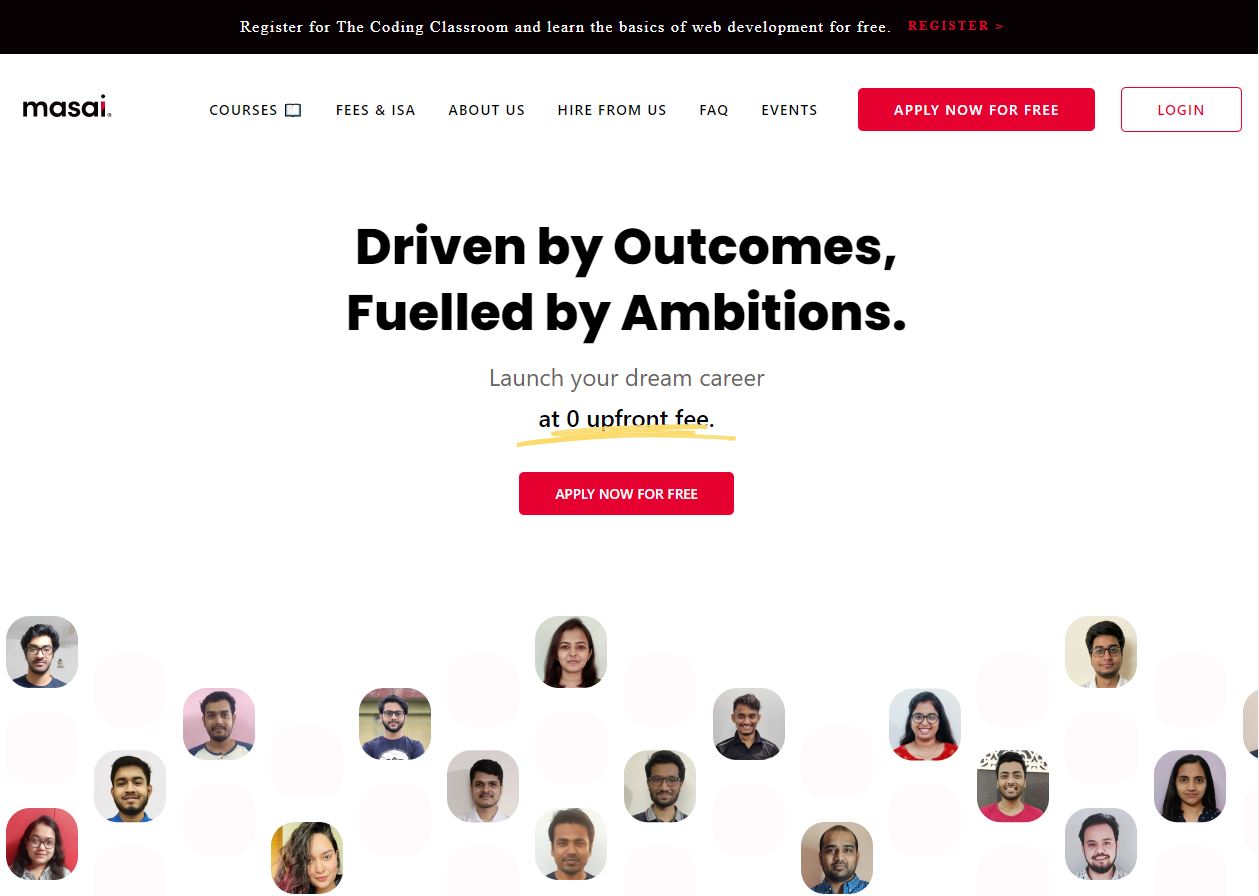 Register for The Coding Classroom and learn the basics of web development for free. REGISTER >
masai.
COURSES FEES & ISA ABOUT US HIRE FROM US FAQ EVENTS APPLY NOW FOR FREE LOGIN
Driven by Outcomes,
Fuelled by Ambitions.
Launch your dream career
at 0 upfront fee.
APPLY NOW FOR FREE